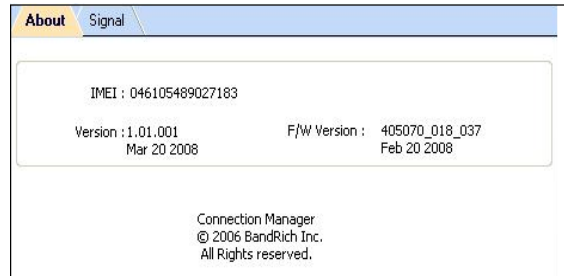 About Signal
IMEI : 046105489027183
Version : 1.01.001 F/W Version : 405070_018_037
Mar 20 2008 Feb 20 2008
Connection Manager
© 2006 BandRich Inc.
All Rights reserved.